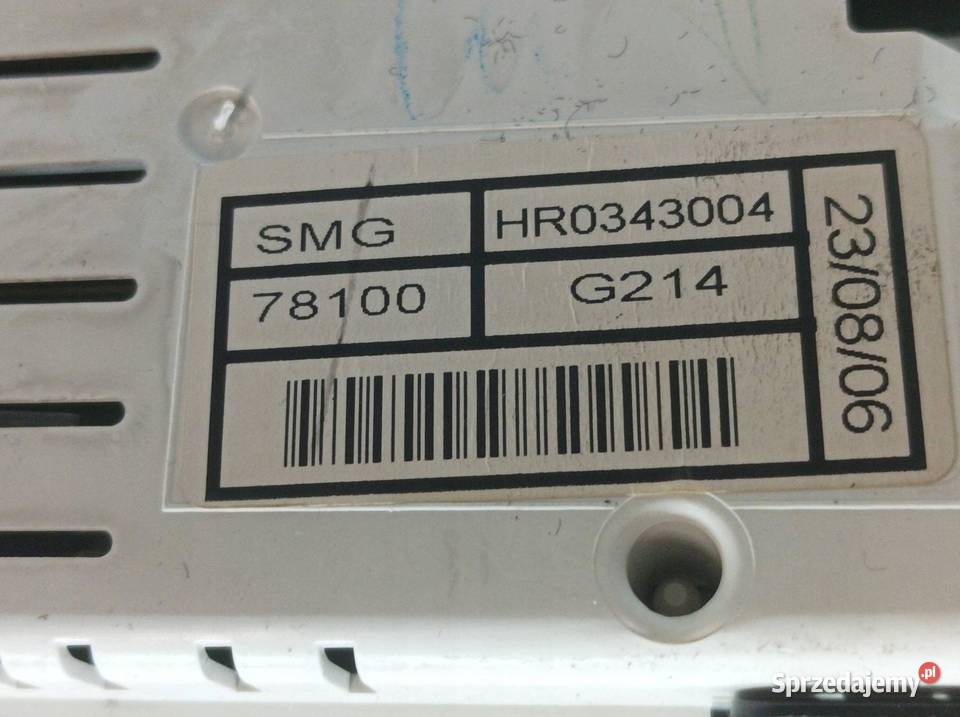 SMG
HR0343004
78100
G214
23/08/06
Sprzedajemy.pl